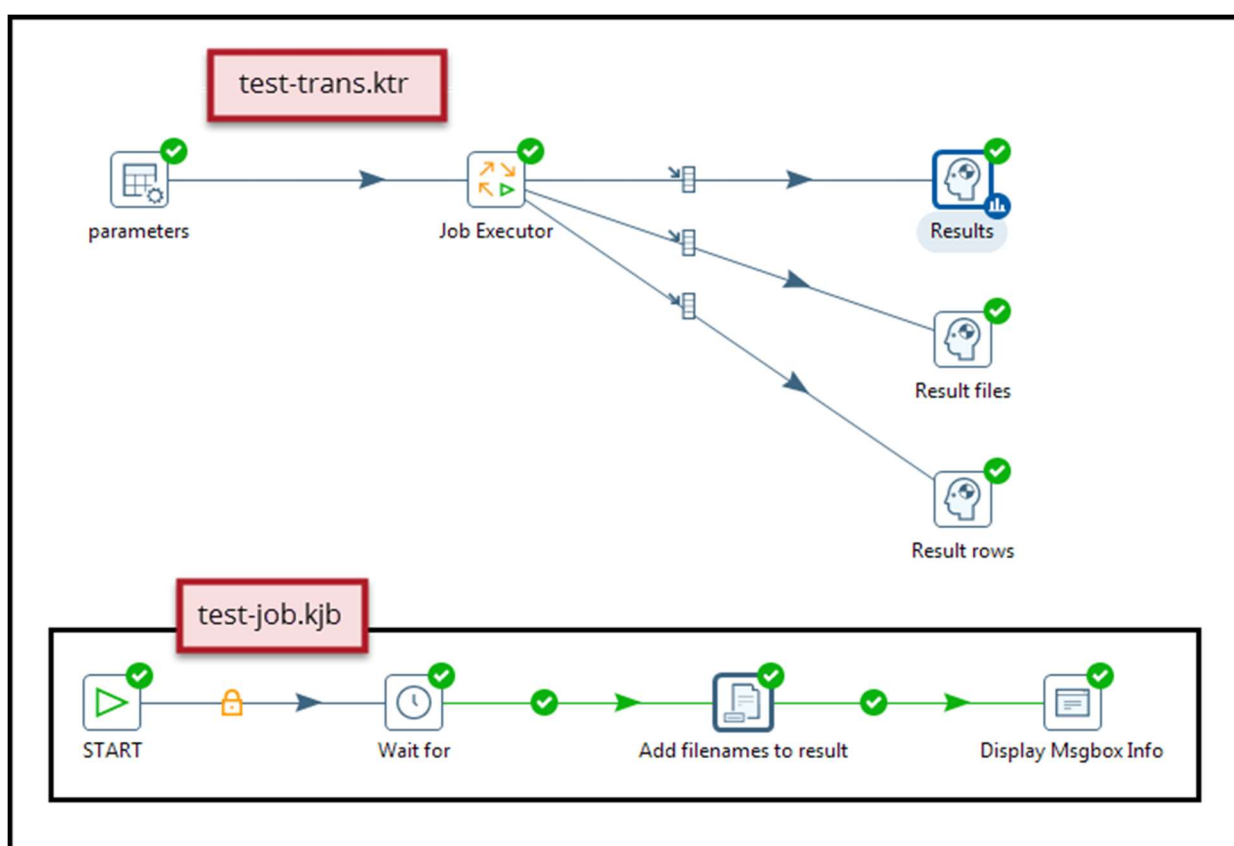 test-trans.ktr
parameters
Job Executor
Results
Result files
Result rows
test-job.kjb
START
Wait for
Add filenames to result
Display Msgbox Info